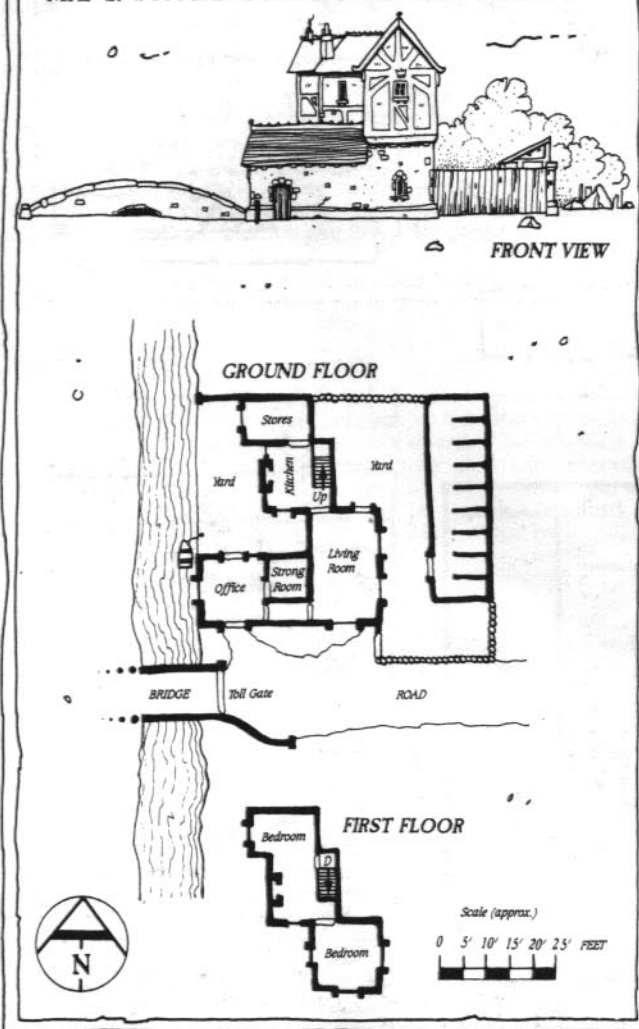 FRONT VIEW
GROUND FLOOR
Stores
Yard
Kitchen
Up
Yard
Living
Room
Office
Strong
Room
BRIDGE
Toll Gate
ROAD
FIRST FLOOR
Bedroom
D
Bedroom
Scale (approx.)
0 5' 10' 15' 20' 25' FEET
N